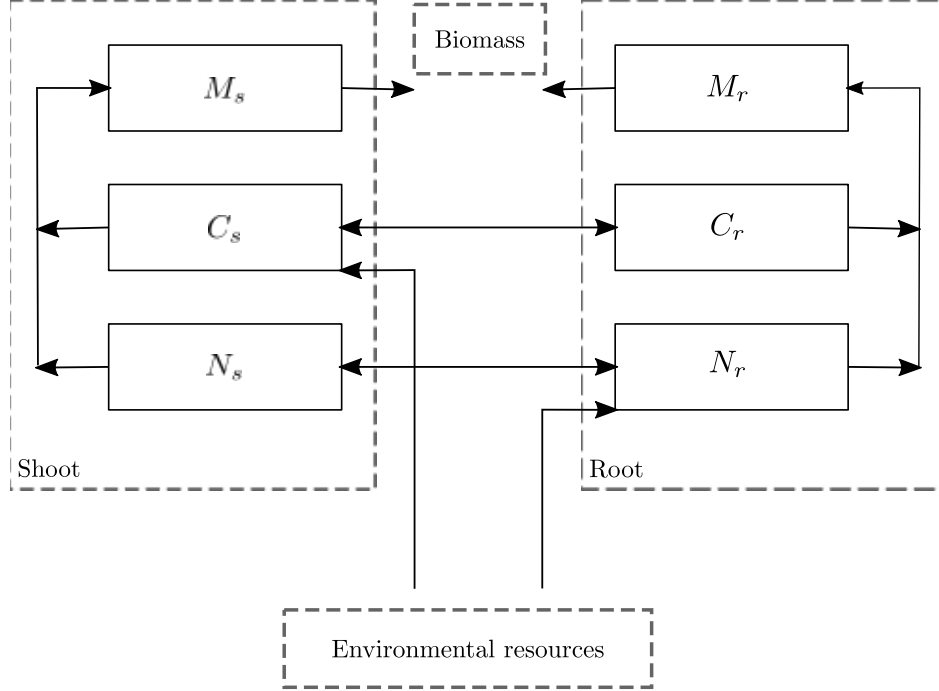 Biomass
M_s
M_r
C_s
C_r
N_s
N_r
Shoot
Root
Environmental resources